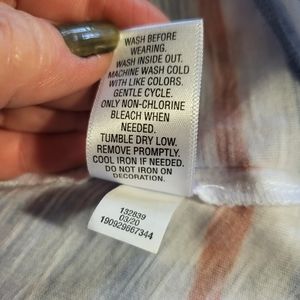 WASH BEFORE
WEARING.
WASH INSIDE OUT.
MACHINE WASH COLD
WITH LIKE COLORS.
GENTLE CYCLE.
ONLY NON-CHLORINE
BLEACH WHEN
NEEDED.
TUMBLE DRY LOW.
REMOVE PROMPTLY.
COOL IRON IF NEEDED.
DO NOT IRON ON
DECORATION.
132839
03/20
190929667344